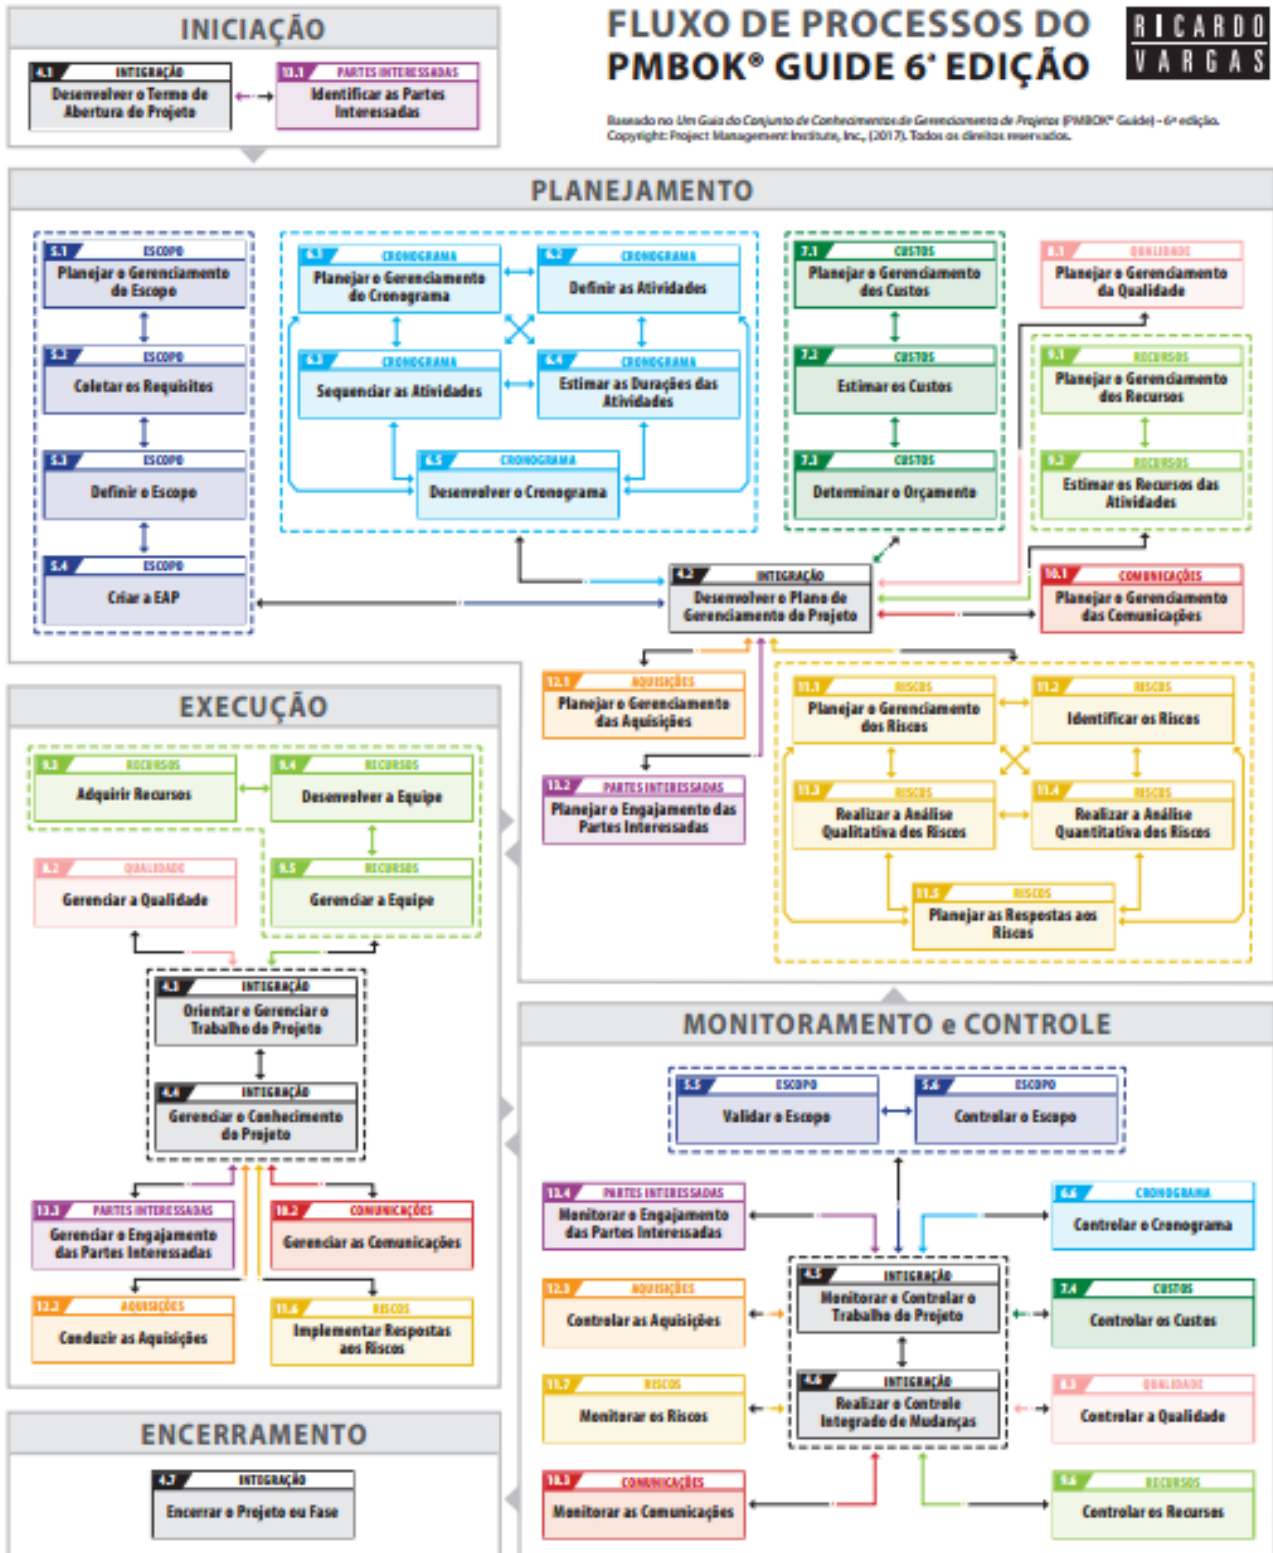 INICIAÇÃO
4.1 INTEGRAÇÃO
Desenvolver o Termo de
Abertura do Projeto
13.1 PARTES INTERESSADAS
Identificar as Partes
Interessadas
FLUXO DE PROCESSOS DO
PMBOK® GUIDE 6ª EDIÇÃO
RICARDO
VARGAS
Baseado no Um Guia do Conjunto de Conhecimentos de Gerenciamento de Projetos (PMBOK® Guide) – 6ª edição.
Copyright: Project Management Institute, Inc., (2017). Todos os direitos reservados.
PLANEJAMENTO
5.1 ESCOPO
Planejar o Gerenciamento
do Escopo
5.2 ESCOPO
Coletar os Requisitos
5.3 ESCOPO
Definir o Escopo
5.4 ESCOPO
Criar a EAP
6.1 CRONOGRAMA
Planejar o Gerenciamento
do Cronograma
6.2 CRONOGRAMA
Definir as Atividades
6.3 CRONOGRAMA
Sequenciar as Atividades
6.4 CRONOGRAMA
Estimar as Durações das
Atividades
6.5 CRONOGRAMA
Desenvolver o Cronograma
7.1 CUSTOS
Planejar o Gerenciamento
dos Custos
7.2 CUSTOS
Estimar os Custos
7.3 CUSTOS
Determinar o Orçamento
8.1 QUALIDADE
Planejar o Gerenciamento
da Qualidade
9.1 RECURSOS
Planejar o Gerenciamento
dos Recursos
9.2 RECURSOS
Estimar os Recursos das
Atividades
4.2 INTEGRAÇÃO
Desenvolver o Plano de
Gerenciamento do Projeto
10.1 COMUNICAÇÕES
Planejar o Gerenciamento
das Comunicações
12.1 AQUISIÇÕES
Planejar o Gerenciamento
das Aquisições
13.2 PARTES INTERESSADAS
Planejar o Engajamento das
Partes Interessadas
11.1 RISCOS
Planejar o Gerenciamento
dos Riscos
11.2 RISCOS
Identificar os Riscos
11.3 RISCOS
Realizar a Análise
Qualitativa dos Riscos
11.4 RISCOS
Realizar a Análise
Quantitativa dos Riscos
11.5 RISCOS
Planejar as Respostas aos
Riscos
EXECUÇÃO
9.3 RECURSOS
Adquirir Recursos
9.4 RECURSOS
Desenvolver a Equipe
8.2 QUALIDADE
Gerenciar a Qualidade
9.5 RECURSOS
Gerenciar a Equipe
4.3 INTEGRAÇÃO
Orientar e Gerenciar o
Trabalho do Projeto
4.4 INTEGRAÇÃO
Gerenciar o Conhecimento
do Projeto
13.3 PARTES INTERESSADAS
Gerenciar o Engajamento
das Partes Interessadas
10.2 COMUNICAÇÕES
Gerenciar as Comunicações
12.2 AQUISIÇÕES
Conduzir as Aquisições
11.6 RISCOS
Implementar Respostas
aos Riscos
MONITORAMENTO e CONTROLE
5.5 ESCOPO
Validar o Escopo
5.6 ESCOPO
Controlar o Escopo
13.4 PARTES INTERESSADAS
Monitorar o Engajamento
das Partes Interessadas
6.6 CRONOGRAMA
Controlar o Cronograma
4.5 INTEGRAÇÃO
Monitorar e Controlar o
Trabalho do Projeto
12.3 AQUISIÇÕES
Controlar as Aquisições
7.4 CUSTOS
Controlar os Custos
4.6 INTEGRAÇÃO
Realizar o Controle
Integrado de Mudanças
11.7 RISCOS
Monitorar os Riscos
8.3 QUALIDADE
Controlar a Qualidade
10.3 COMUNICAÇÕES
Monitorar as Comunicações
9.6 RECURSOS
Controlar os Recursos
ENCERRAMENTO
4.7 INTEGRAÇÃO
Encerrar o Projeto ou Fase